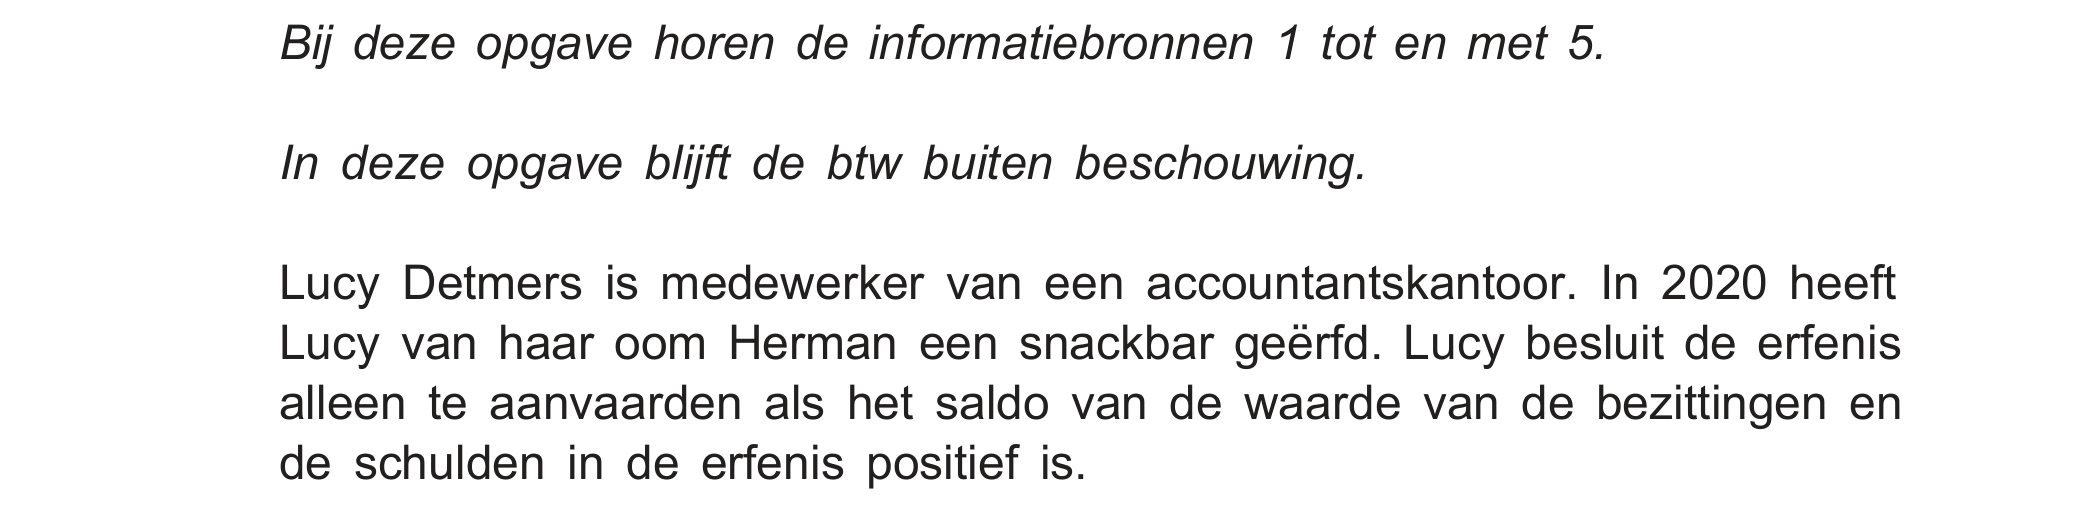 Bij deze opgave horen de informatiebronnen 1 tot en met 5.
In deze opgave blijft de btw buiten beschouwing.
Lucy Detmers is medewerker van een accountantskantoor. In 2020 heeft
Lucy van haar oom Herman een snackbar geërfd. Lucy besluit de erfenis
alleen te aanvaarden als het saldo van de waarde van de bezittingen en
de schulden in de erfenis positief is.